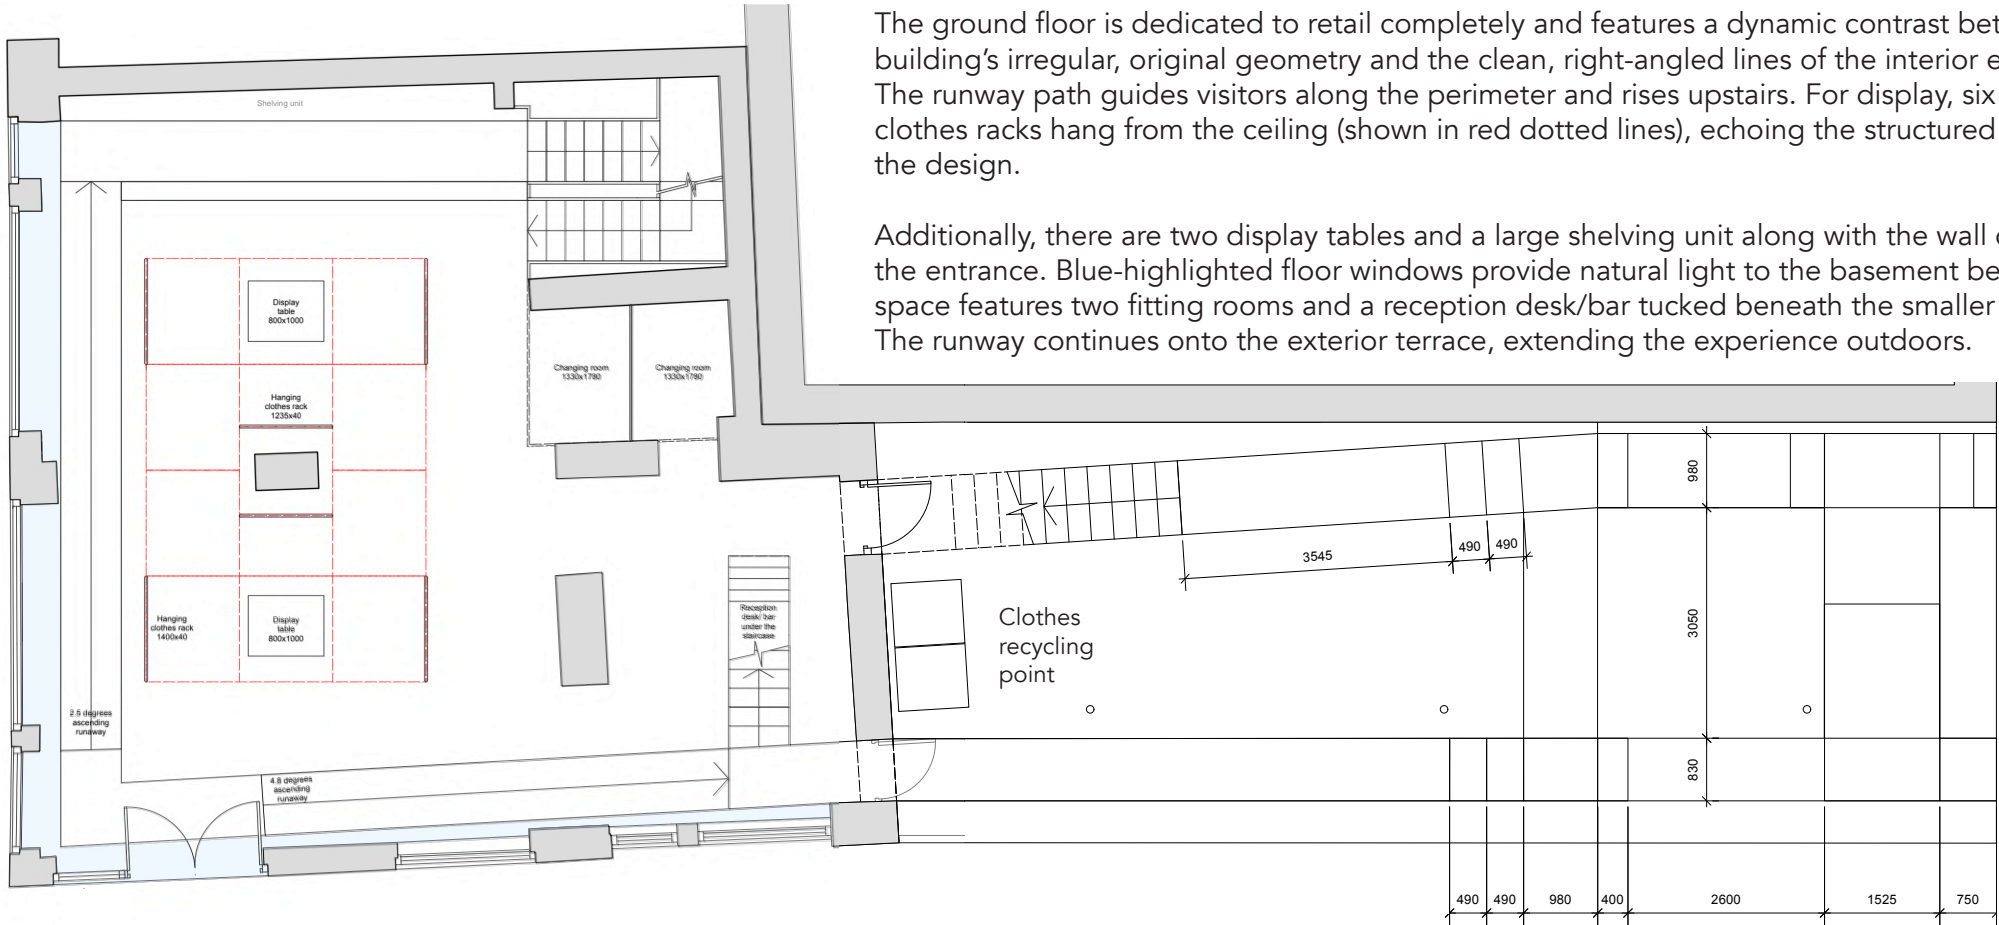 The ground floor is dedicated to retail completely and features a dynamic contrast bet
building’s irregular, original geometry and the clean, right-angled lines of the interior e
The runway path guides visitors along the perimeter and rises upstairs. For display, six
clothes racks hang from the ceiling (shown in red dotted lines), echoing the structured
the design.
Additionally, there are two display tables and a large shelving unit along with the wall o
the entrance. Blue-highlighted floor windows provide natural light to the basement be
space features two fitting rooms and a reception desk/bar tucked beneath the smaller
The runway continues onto the exterior terrace, extending the experience outdoors.
Shelving unit
Display
table
800x1000
Changing room
1330x1790
Changing room
1330x1790
Hanging
clothes rack
1235x40
Hanging
clothes rack
1400x40
Display
table
800x1000
Reception
desk/ bar
under the
staircase
2.5 degrees
ascending
runaway
4.8 degrees
ascending
runaway
Clothes
recycling
point
3545
490
490
980
3050
830
490
490
980
400
2600
1525
750